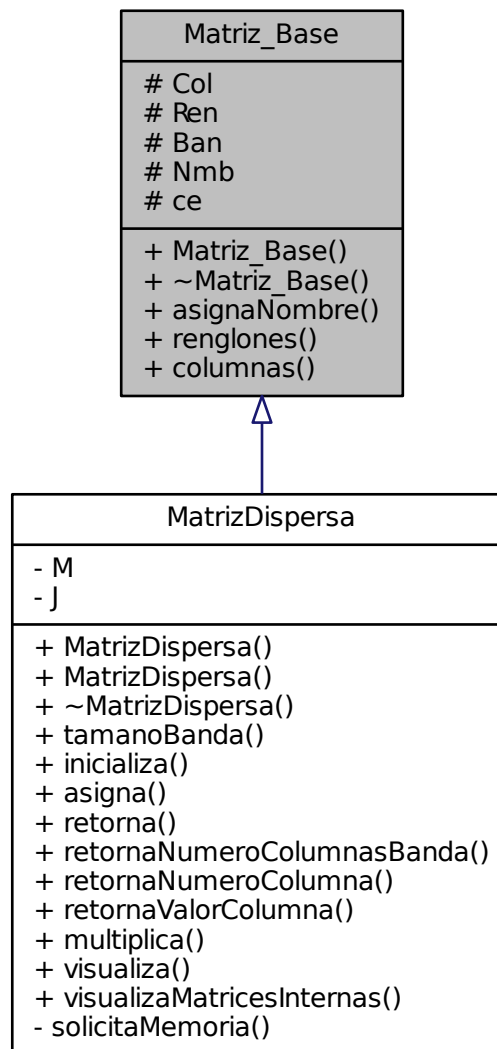 Matriz_Base
# Col
# Ren
# Ban
# Nmb
# ce
+ Matriz_Base()
+ ~Matriz_Base()
+ asignaNombre()
+ renglones()
+ columnas()
MatrizDispersa
- M
- J
+ MatrizDispersa()
+ MatrizDispersa()
+ ~MatrizDispersa()
+ tamanoBanda()
+ inicializa()
+ asigna()
+ retorna()
+ retornaNumeroColumnasBanda()
+ retornaNumeroColumna()
+ retornaValorColumna()
+ multiplica()
+ visualiza()
+ visualizaMatricesInternas()
- solicitaMemoria()